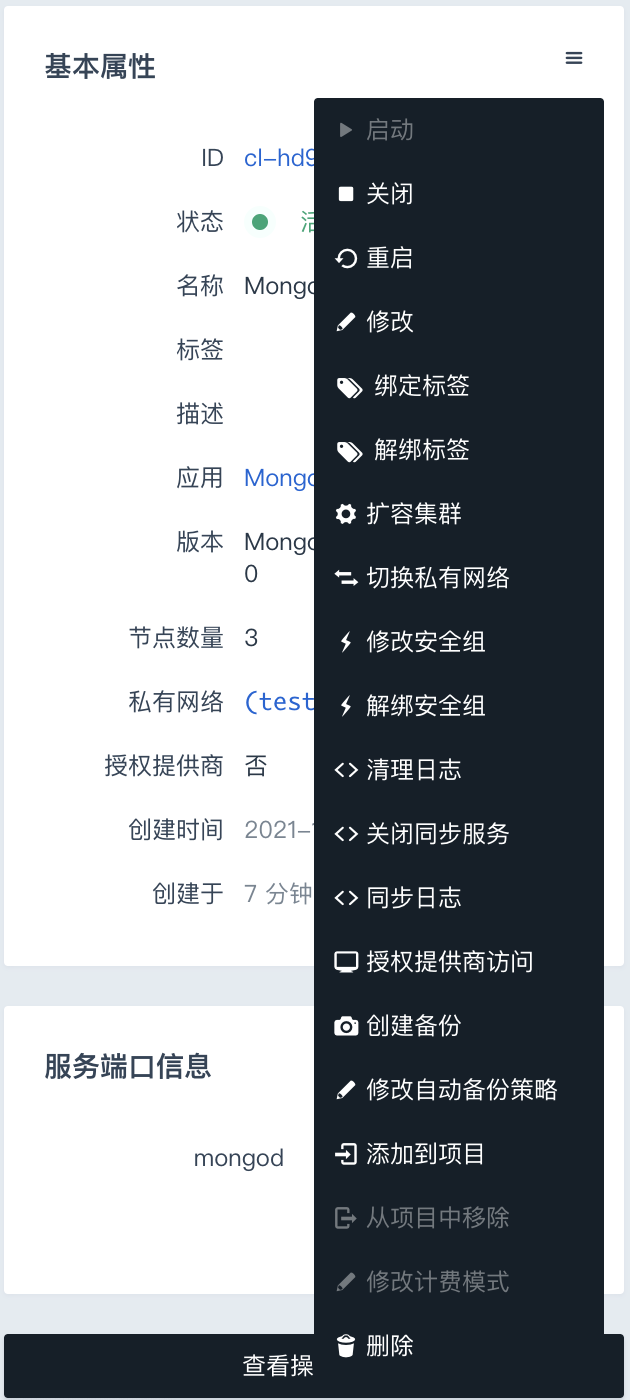 基本属性
ID cl-hd9
状态
名称 Mongo
标签
描述
应用 Mongo
版本 Mongo
0
节点数量 3
私有网络 (test
授权提供商 否
创建时间 2021-
创建于 7 分钟
启动
关闭
重启
修改
绑定标签
解绑标签
扩容集群
切换私有网络
修改安全组
解绑安全组
清理日志
关闭同步服务
同步日志
授权提供商访问
创建备份
修改自动备份策略
添加到项目
从项目中移除
修改计费模式
删除
服务端口信息
mongod
查看操